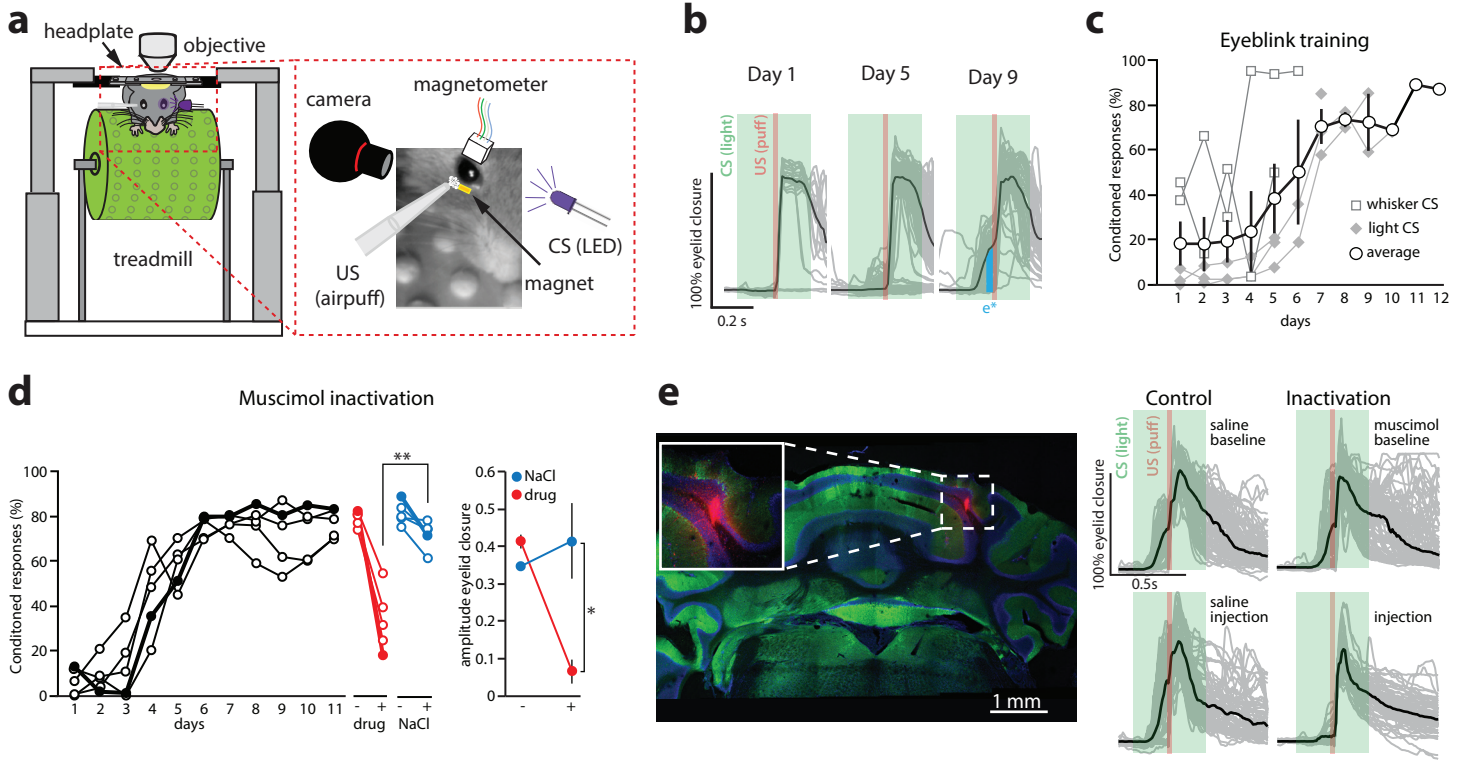 a
headplate
objective
treadmill
camera
magnetometer
US
(airpuff)
CS (LED)
magnet
b
Day 1
Day 5
Day 9
CS (light)
US (puff)
100% eyelid closure
0.2 s
e*
c
Eyeblink training
Conditoned responses (%)
100
80
60
40
20
0
whisker CS
light CS
average
1 2 3 4 5 6 7 8 9 10 11 12
days
d
Muscimol inactivation
Conditoned responses (%)
100
80
60
40
20
0
1 2 3 4 5 6 7 8 9 10 11
days
**
- + - +
drug
NaCl
amplitude eyelid closure
0.6
0.5
0.4
0.3
0.2
0.1
0
NaCl
drug
*
- +
e
1 mm
Control
Inactivation
CS (light)
US (puff)
saline
baseline
muscimol
baseline
100% eyelid closure
0.5s
saline
injection
injection